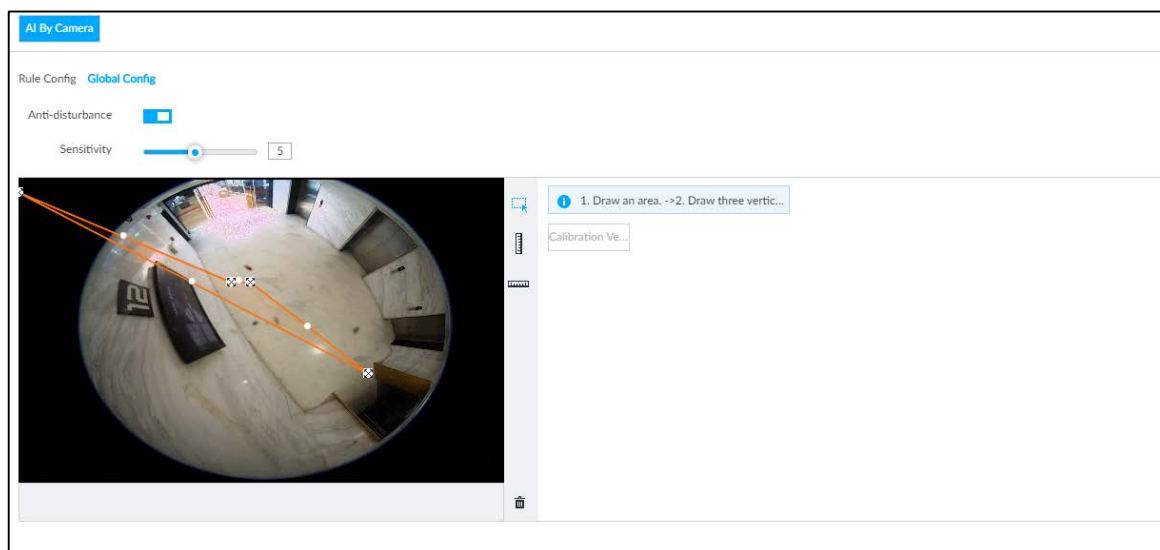 AI By Camera
Rule Config Global Config
Anti-disturbance
Sensitivity 5
1. Draw an area. ->2. Draw three vertic...
Calibration Ve...
12